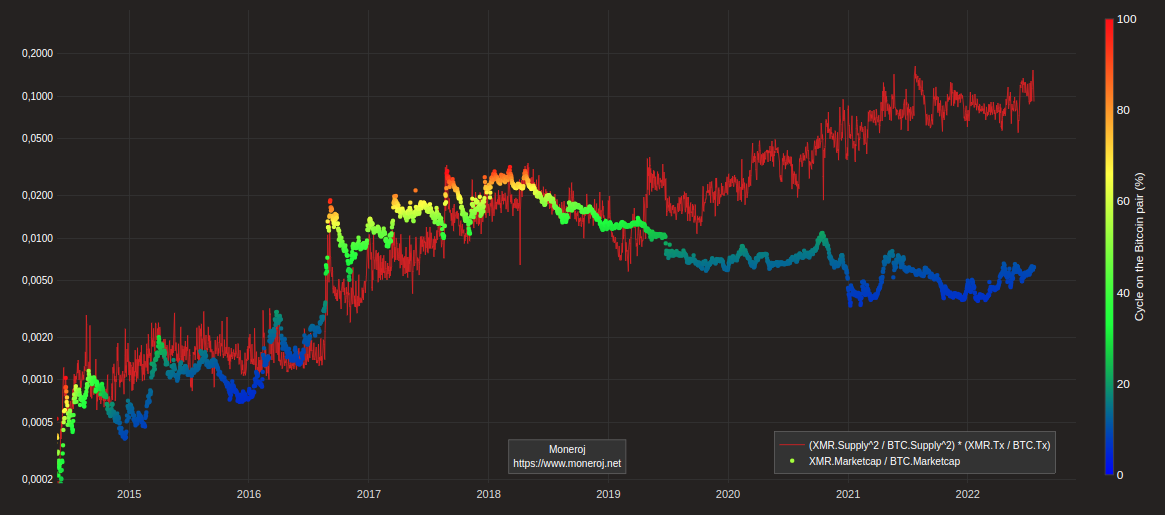 0,2000
0,1000
0,0500
0,0200
0,0100
0,0050
0,0020
0,0010
0,0005
0,0002
2015 2016 2017 2018 2019 2020 2021 2022
Moneroj
https://www.moneroj.net
(XMR.Supply^2 / BTC.Supply^2) * (XMR.Tx / BTC.Tx)
XMR.Marketcap / BTC.Marketcap
100
80
60
40
20
0
Cycle on the Bitcoin pair (%)